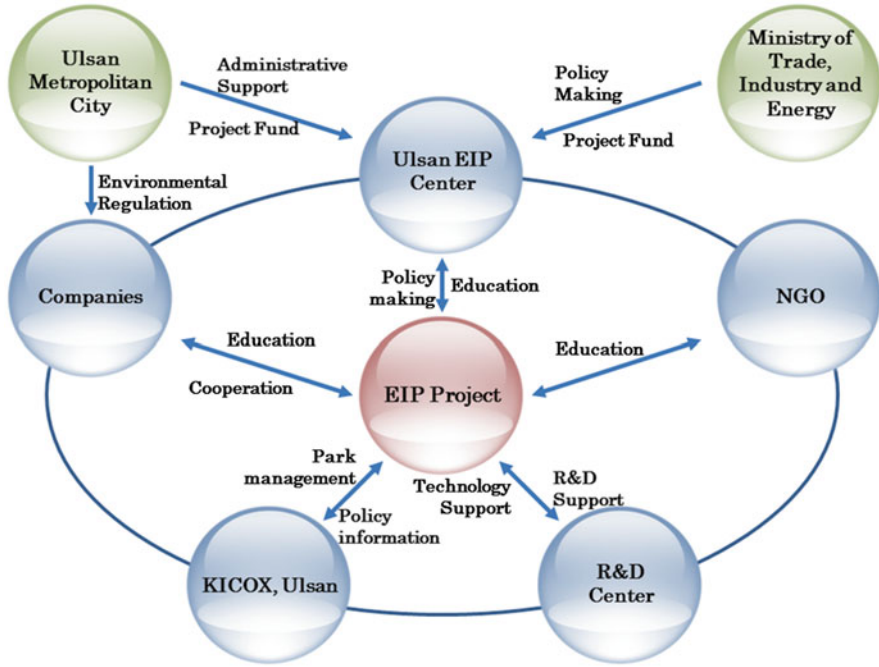 Ulsan
Metropolitan
City
Administrative
Support
Project Fund
Policy
Making
Project Fund
Ministry of
Trade,
Industry and
Energy
Environmental
Regulation
Ulsan EIP
Center
Companies
Policy
making
Education
NGO
Education
Cooperation
EIP Project
Education
Park
management
Policy
information
Technology
Support
R&D
Support
KICOX, Ulsan
R&D
Center